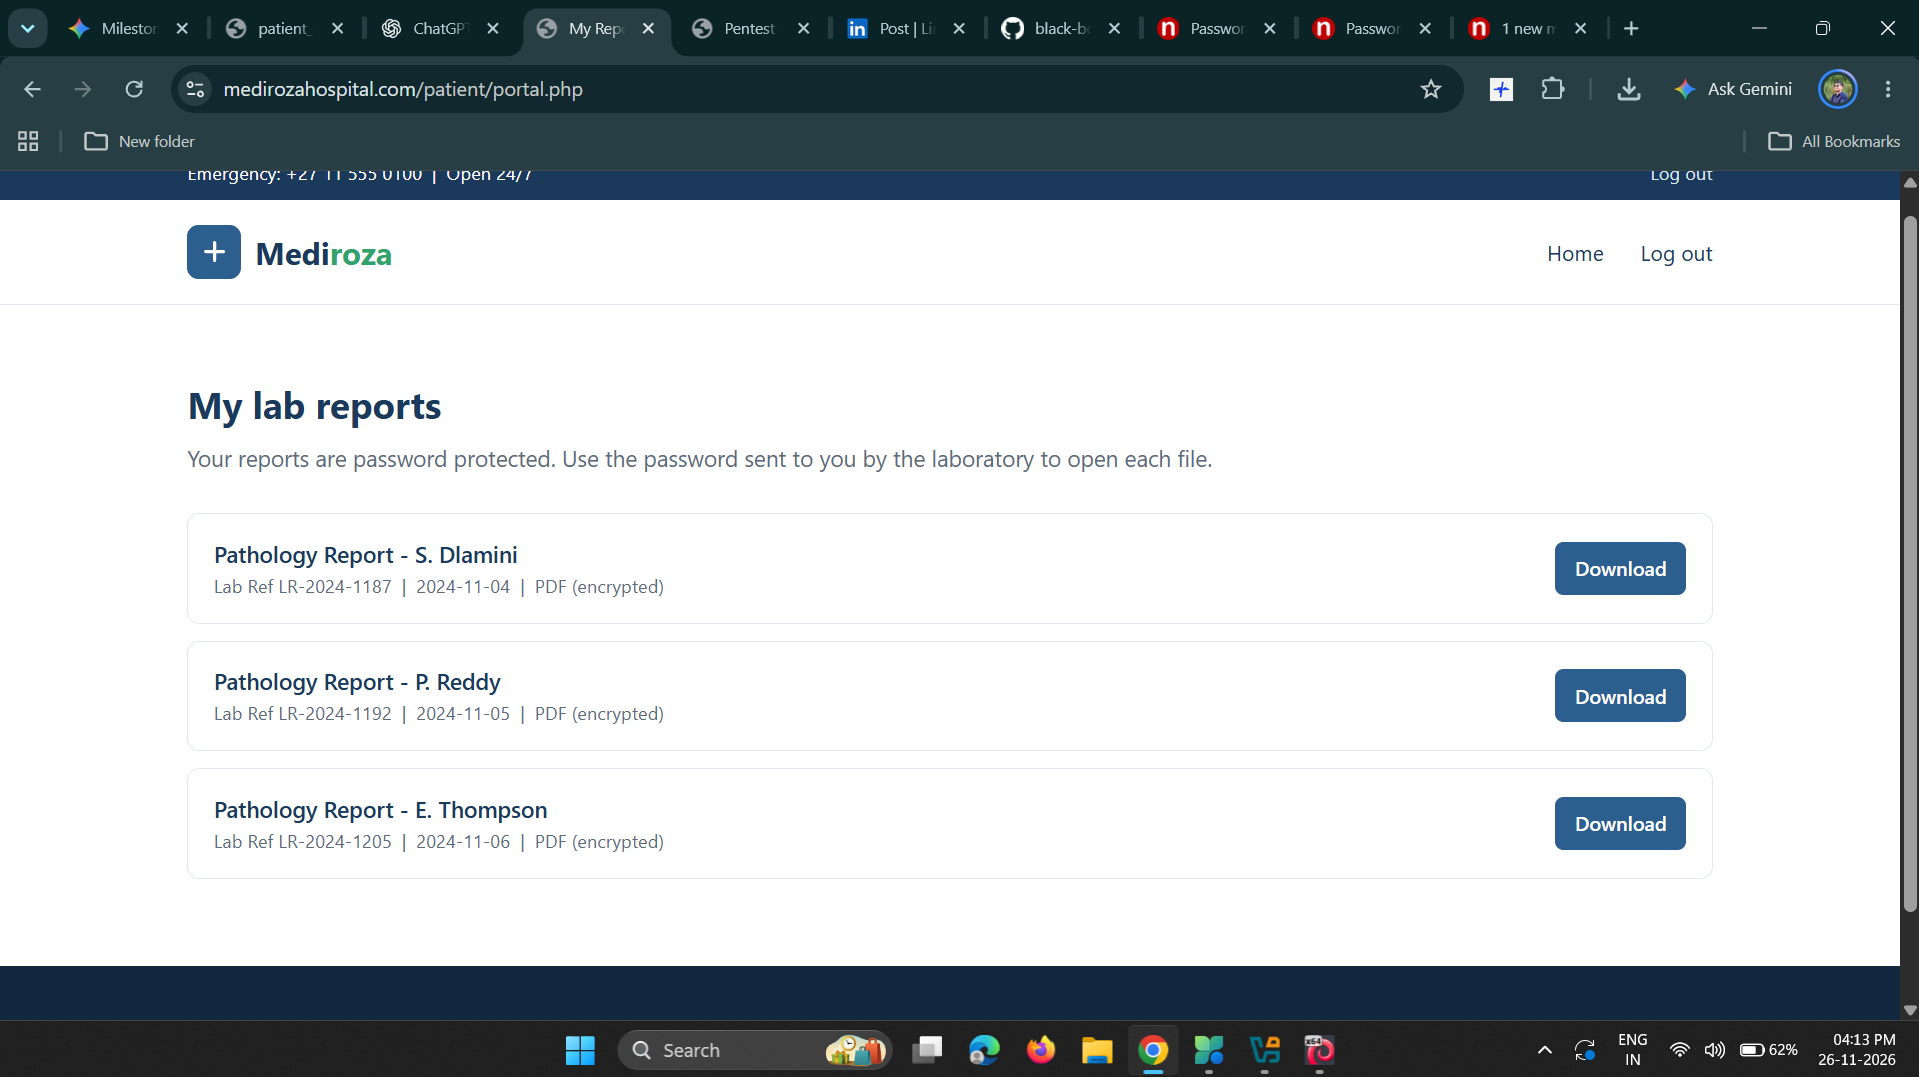 Milesto
patient_
ChatGP
My Rep
Pentest
Post | Li
black-b
Passwor
Passwor
1 new m
medirozahospital.com/patient/portal.php
Ask Gemini
New folder
All Bookmarks
Emergency: +27 11 555 0100 | Open 24/7
Log out
Mediroza
Home
Log out
My lab reports
Your reports are password protected. Use the password sent to you by the laboratory to open each file.
Pathology Report - S. Dlamini
Lab Ref LR-2024-1187 | 2024-11-04 | PDF (encrypted)
Download
Pathology Report - P. Reddy
Lab Ref LR-2024-1192 | 2024-11-05 | PDF (encrypted)
Download
Pathology Report - E. Thompson
Lab Ref LR-2024-1205 | 2024-11-06 | PDF (encrypted)
Download
Search
X64
ENG
IN
62%
04:13 PM
26-11-2026